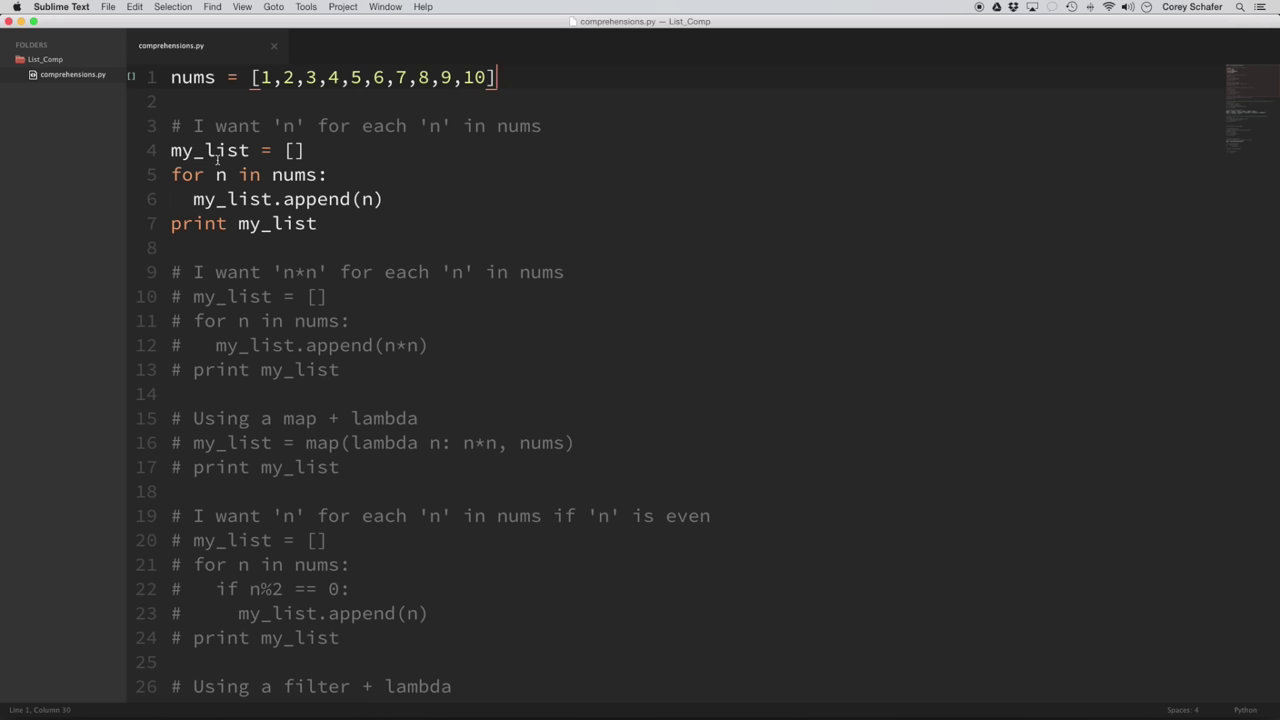 Sublime Text File Edit Selection Find View Goto Tools Project Window Help Corey Schafer
comprehensions.py — List_Comp
FOLDERS
List_Comp
comprehensions.py
comprehensions.py ×
1 nums = [1,2,3,4,5,6,7,8,9,10]
2
3 # I want 'n' for each 'n' in nums
4 my_list = []
5 for n in nums:
6 my_list.append(n)
7 print my_list
8
9 # I want 'n*n' for each 'n' in nums
10 # my_list = []
11 # for n in nums:
12 #   my_list.append(n*n)
13 # print my_list
14
15 # Using a map + lambda
16 # my_list = map(lambda n: n*n, nums)
17 # print my_list
18
19 # I want 'n' for each 'n' in nums if 'n' is even
20 # my_list = []
21 # for n in nums:
22 #   if n%2 == 0:
23 #     my_list.append(n)
24 # print my_list
25
26 # Using a filter + lambda
Line 1, Column 30 Spaces: 4 Python